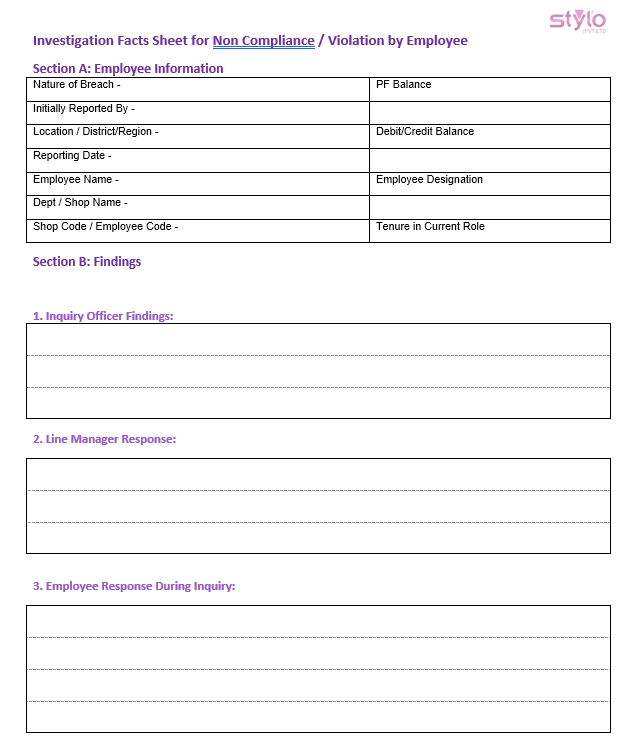 stylo
(PVT) LTD
Investigation Facts Sheet for Non Compliance / Violation by Employee
Section A: Employee Information
Nature of Breach - PF Balance
Initially Reported By -
Location / District/Region - Debit/Credit Balance
Reporting Date -
Employee Name - Employee Designation
Dept / Shop Name -
Shop Code / Employee Code - Tenure in Current Role
Section B: Findings
1. Inquiry Officer Findings:
2. Line Manager Response:
3. Employee Response During Inquiry: